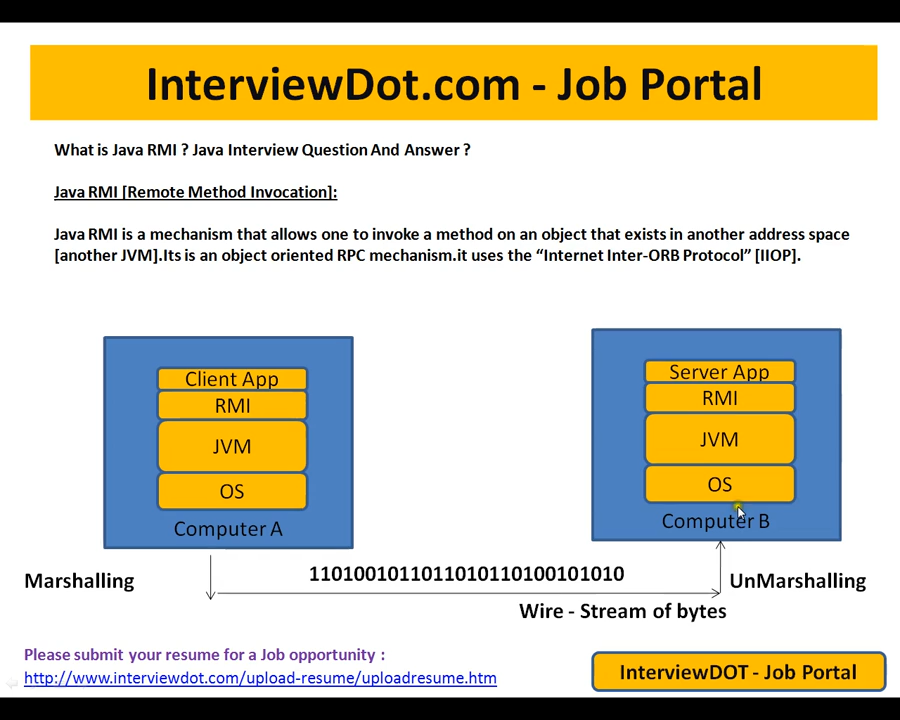 InterviewDot.com - Job Portal
What is Java RMI ? Java Interview Question And Answer ?
Java RMI [Remote Method Invocation]:
Java RMI is a mechanism that allows one to invoke a method on an object that exists in another address space
[another JVM].Its is an object oriented RPC mechanism.it uses the “Internet Inter-ORB Protocol” [IIOP].
Client App
RMI
JVM
OS
Computer A
Server App
RMI
JVM
OS
Computer B
Marshalling
1101001011011010110100101010
UnMarshalling
Wire - Stream of bytes
Please submit your resume for a Job opportunity :
http://www.interviewdot.com/upload-resume/uploadresume.htm
InterviewDOT - Job Portal